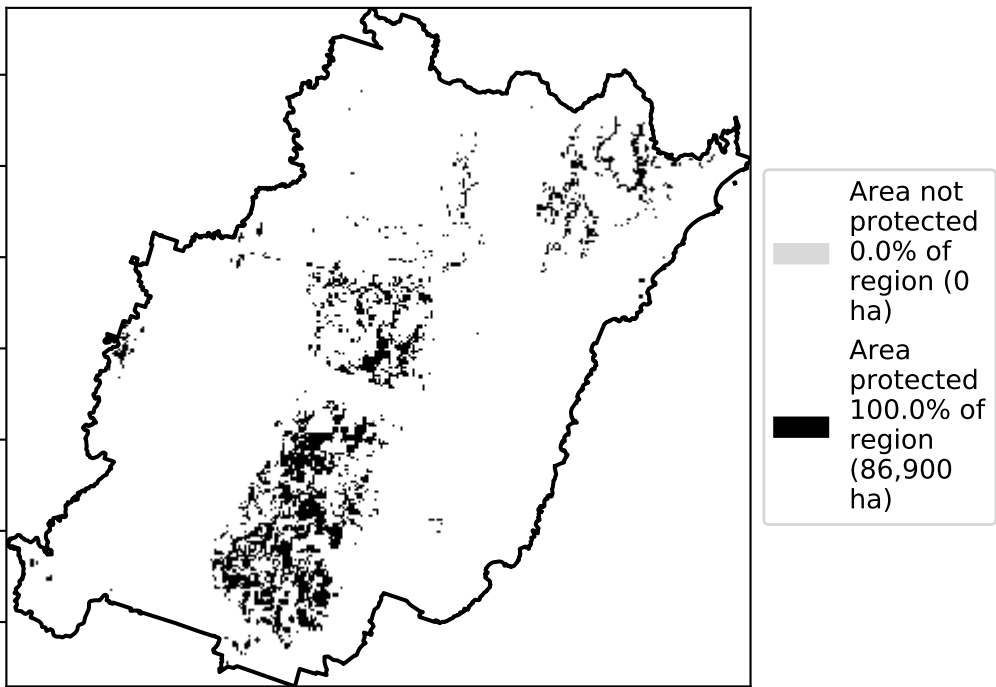 Area not
protected
0.0% of
region (0
ha)
Area
protected
100.0% of
region
(86,900
ha)